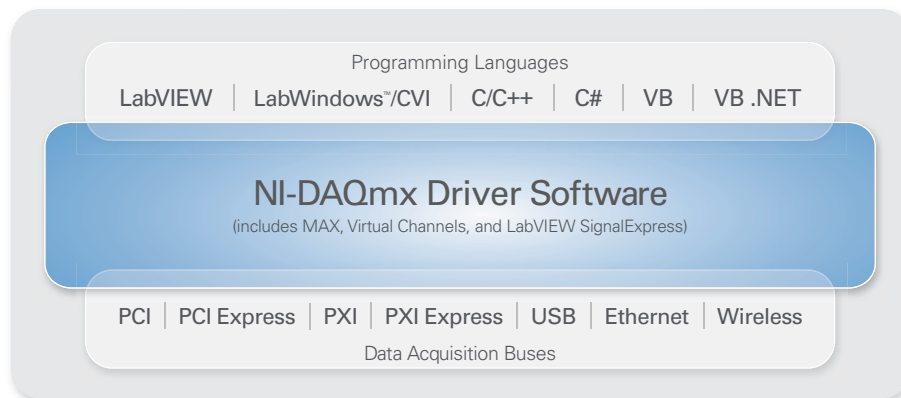 Programming Languages
LabVIEW | LabWindows™/CVI | C/C++ | C# | VB | VB .NET
NI-DAQmx Driver Software
(includes MAX, Virtual Channels, and LabVIEW SignalExpress)
PCI | PCI Express | PXI | PXI Express | USB | Ethernet | Wireless
Data Acquisition Buses